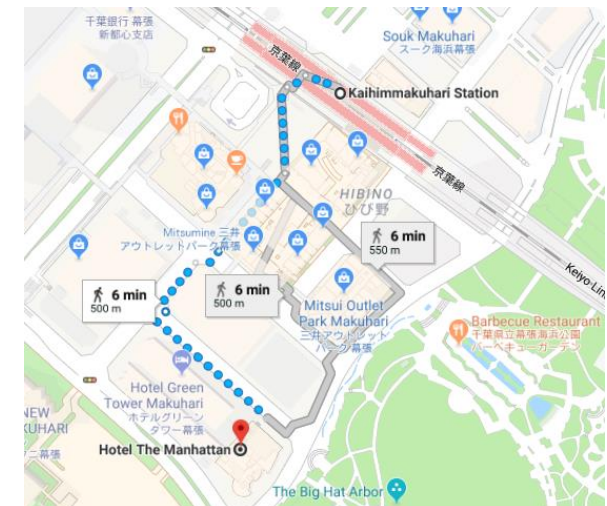 千葉銀行 幕張
新都心支店
Souk Makuhari
スーク海浜幕張
京葉線
Kaihimmakuhari Station
京葉線
HIBINO
ひび野
Mitsumine 三井
アウトレットパーク幕張
6 min
550 m
Keiyo-Lin
6 min
500 m
6 min
500 m
Mitsui Outlet
Park Makuhari
三井アウトレット
パーク幕張
Barbecue Restaurant
千葉県立幕張海浜公園
バーベキューガーデン
Hotel Green
Tower Makuhari
ホテルグリーン
タワー幕張
NEW
KUHARI
ニ幕張
Hotel The Manhattan
The Big Hat Arbor